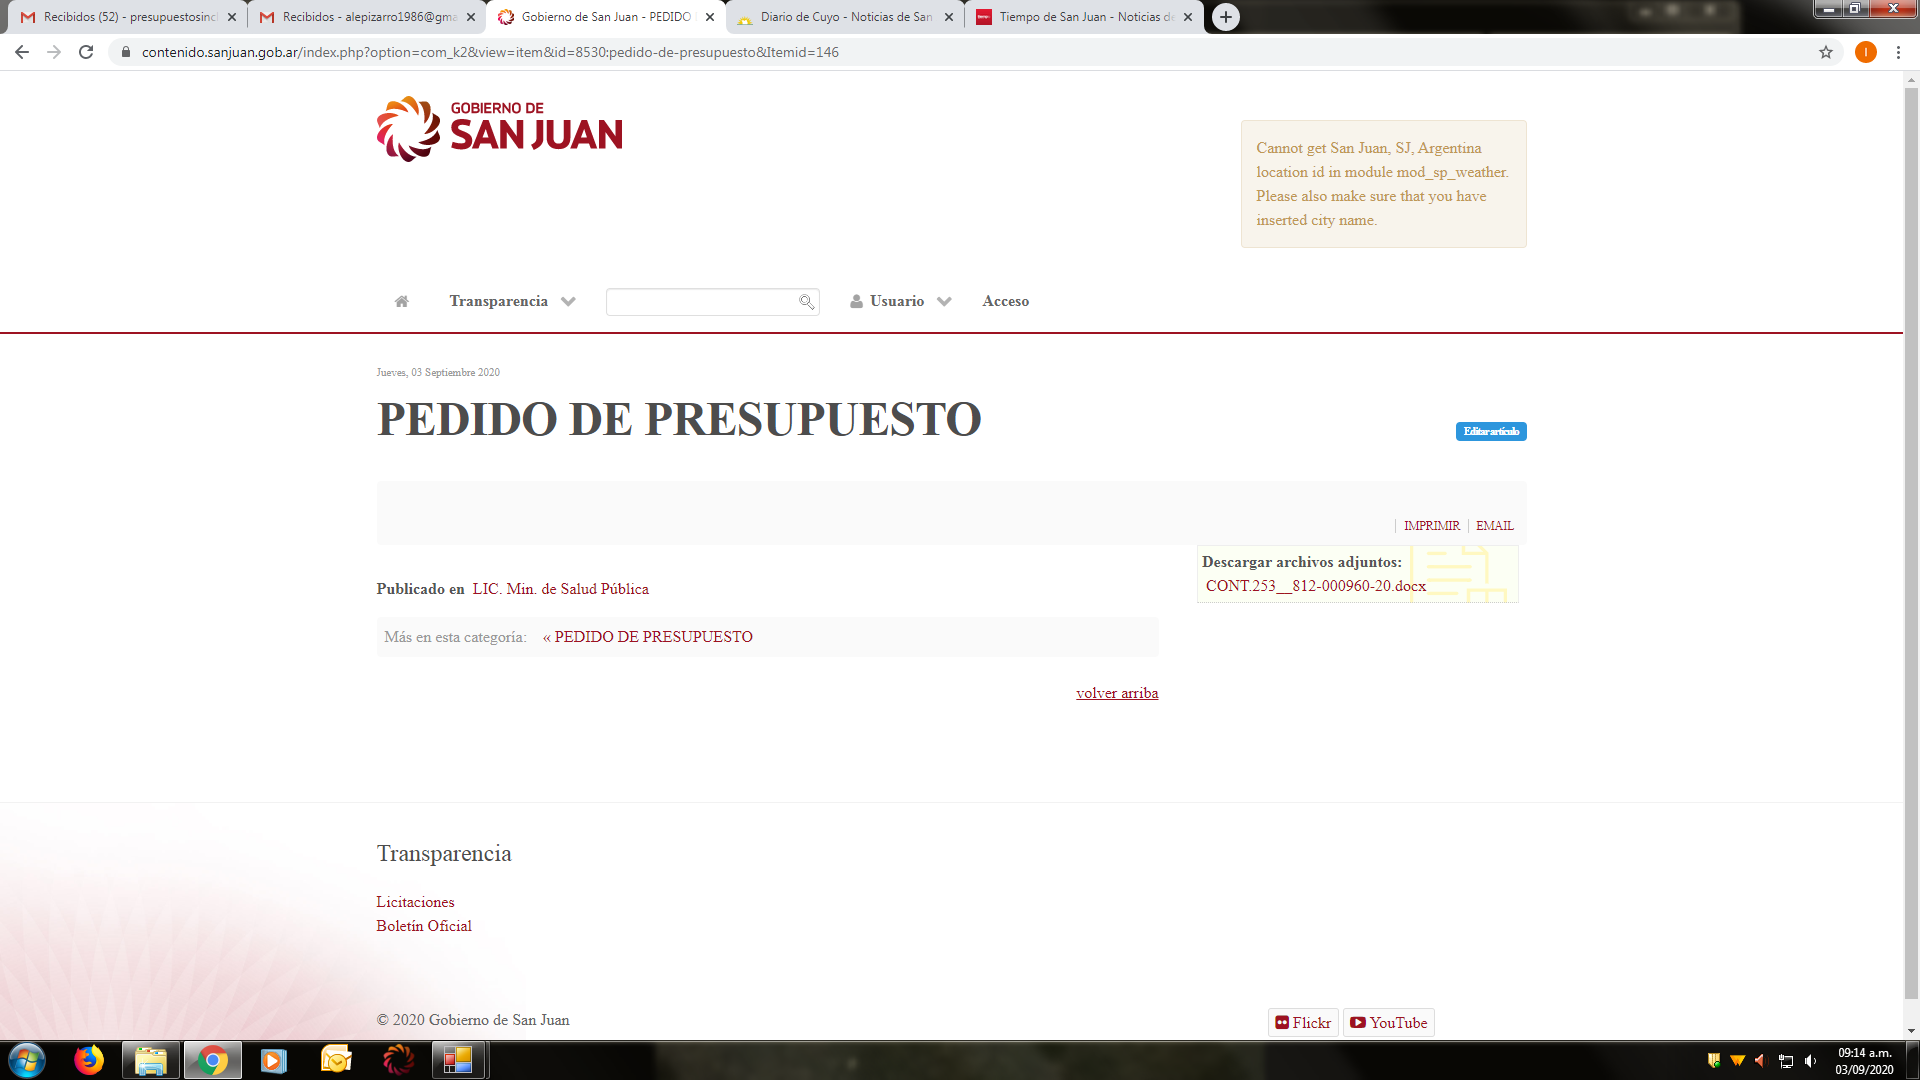 Recibidos (52) - presupuestosincl
Recibidos - alepizarro1986@gma
Gobierno de San Juan - PEDIDO
Diario de Cuyo - Noticias de San
Tiempo de San Juan - Noticias de
contenido.sanjuan.gob.ar/index.php?option=com_k2&view=item&id=8530:pedido-de-presupuesto&Itemid=146
I
GOBIERNO DE
SAN JUAN
Cannot get San Juan, SJ, Argentina
location id in module mod_sp_weather.
Please also make sure that you have
inserted city name.
Transparencia
Usuario
Acceso
Jueves, 03 Septiembre 2020
PEDIDO DE PRESUPUESTO
Editar artículo
IMPRIMIR
EMAIL
Descargar archivos adjuntos:
CONT.253__812-000960-20.docx
Publicado en LIC. Min. de Salud Pública
Más en esta categoría: « PEDIDO DE PRESUPUESTO
volver arriba
Transparencia
Licitaciones
Boletín Oficial
© 2020 Gobierno de San Juan
Flickr
YouTube
09:14 a.m.
03/09/2020